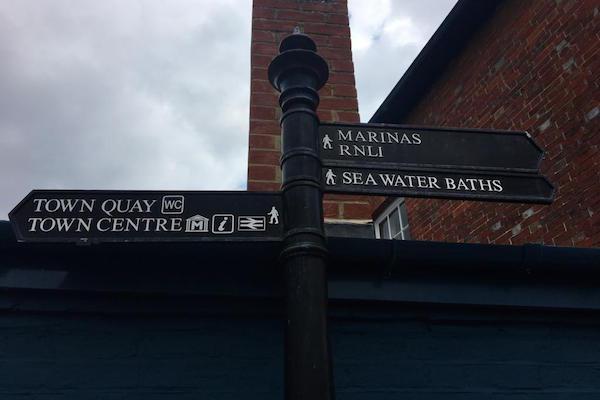 MARINAS
RNLI
SEA WATER BATHS
TOWN QUAY WC
TOWN CENTRE M i